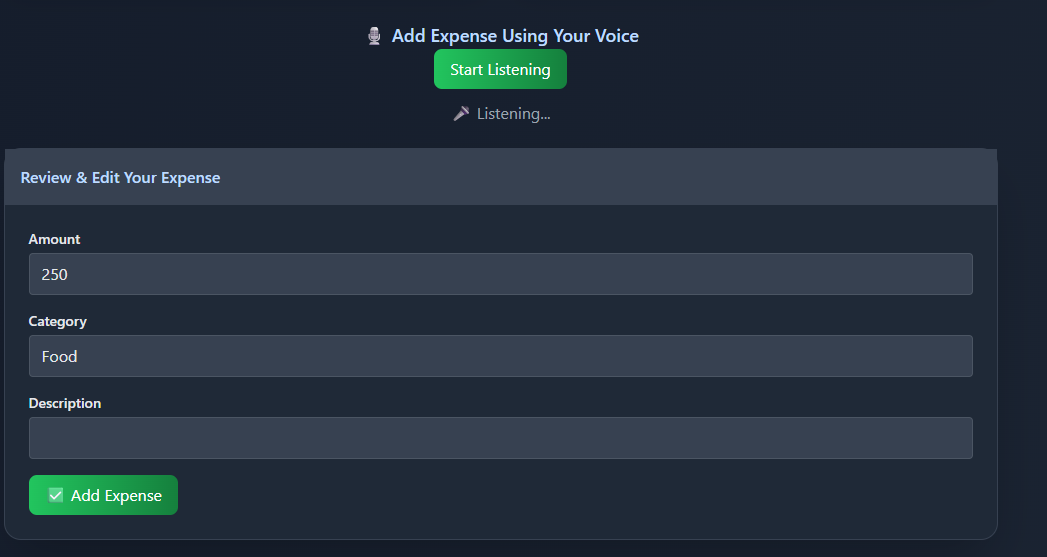 Add Expense Using Your Voice
Start Listening
Listening...
Review & Edit Your Expense
Amount
250
Category
Food
Description
Add Expense